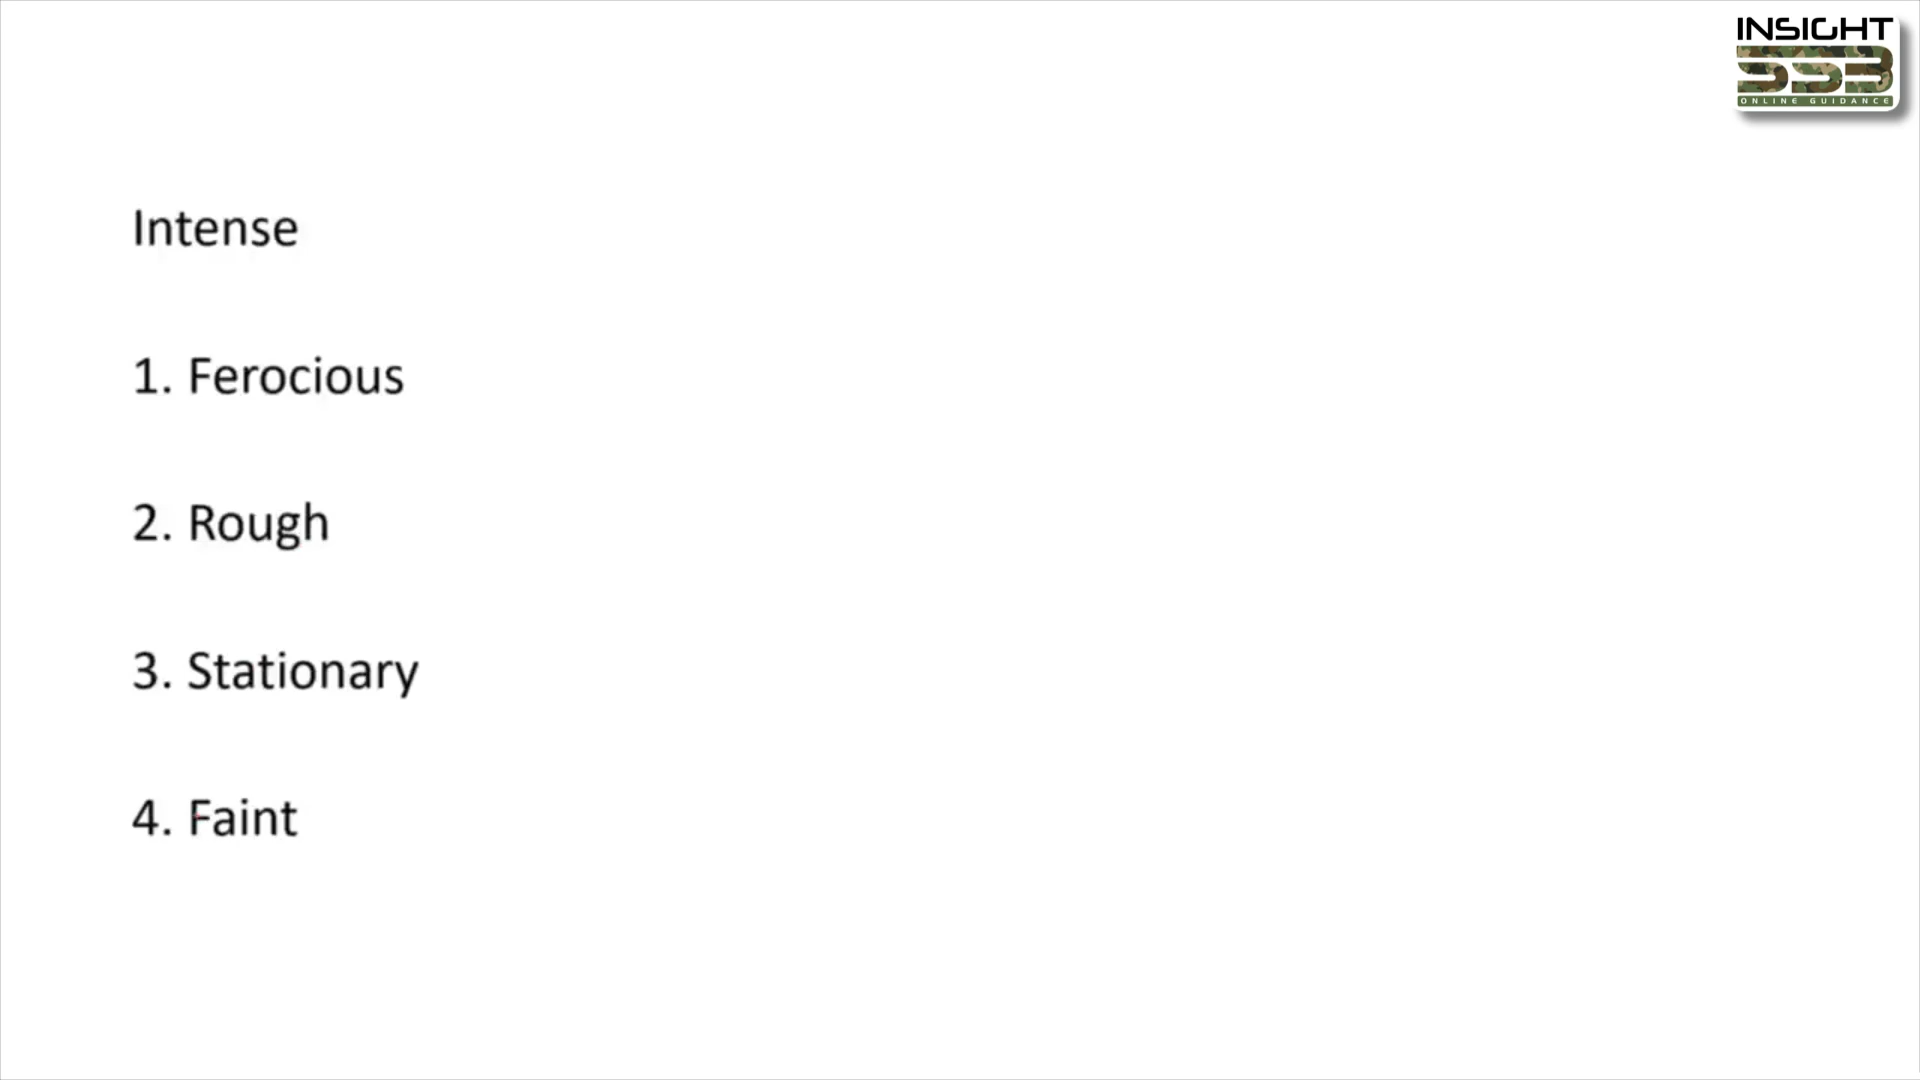 INSIGHT
SSB
ONLINE GUIDANCE
Intense
1. Ferocious
2. Rough
3. Stationary
4. Faint